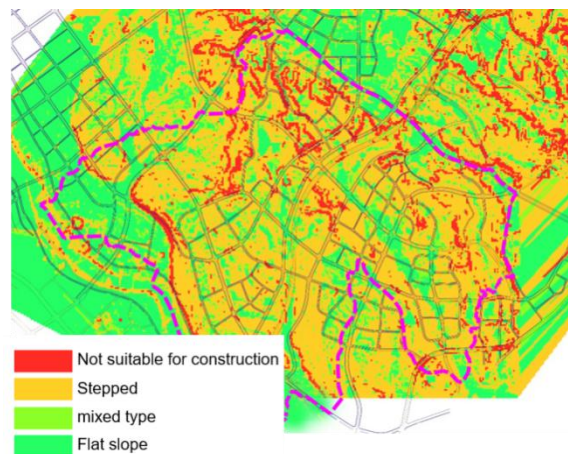 Not suitable for construction
Stepped
mixed type
Flat slope